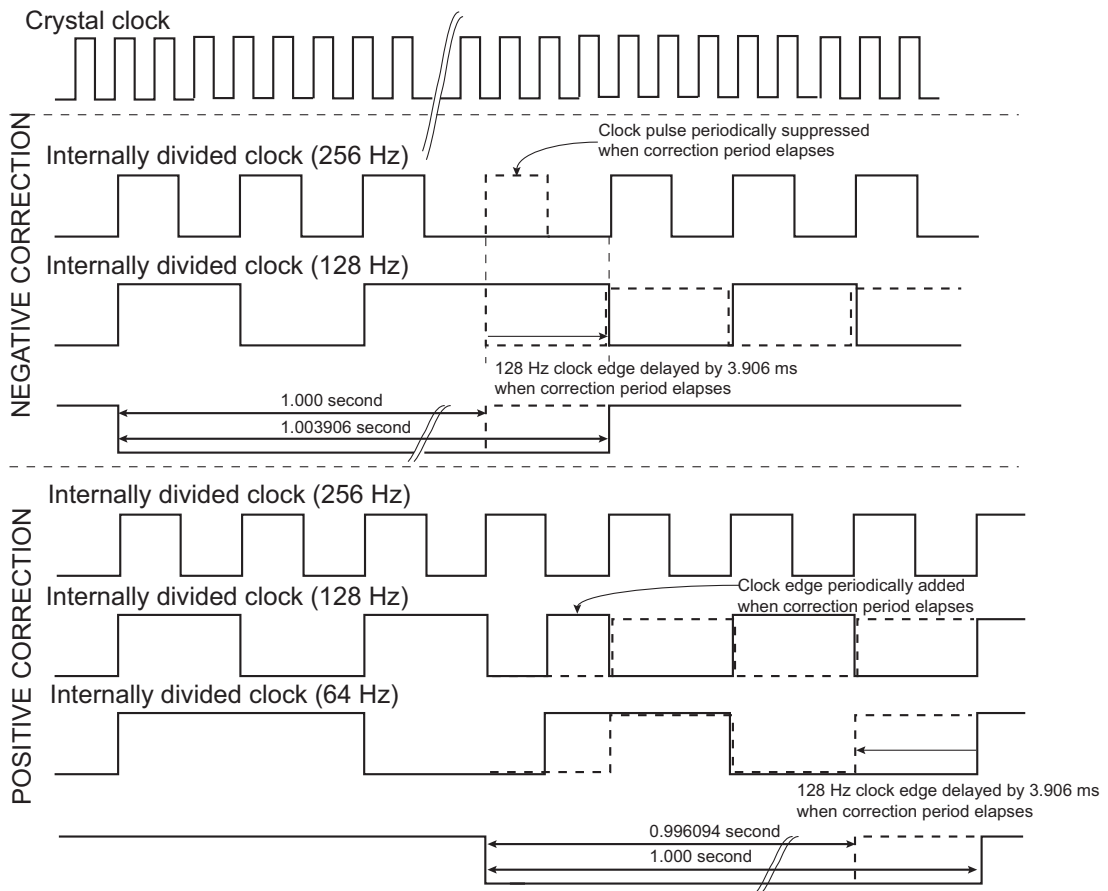 Crystal clock
NEGATIVE CORRECTION
Clock pulse periodically suppressed
when correction period elapses
Internally divided clock (256 Hz)
Internally divided clock (128 Hz)
128 Hz clock edge delayed by 3.906 ms
when correction period elapses
1.000 second
1.003906 second
POSITIVE CORRECTION
Internally divided clock (256 Hz)
Internally divided clock (128 Hz)
Clock edge periodically added
when correction period elapses
Internally divided clock (64 Hz)
128 Hz clock edge delayed by 3.906 ms
when correction period elapses
0.996094 second
1.000 second